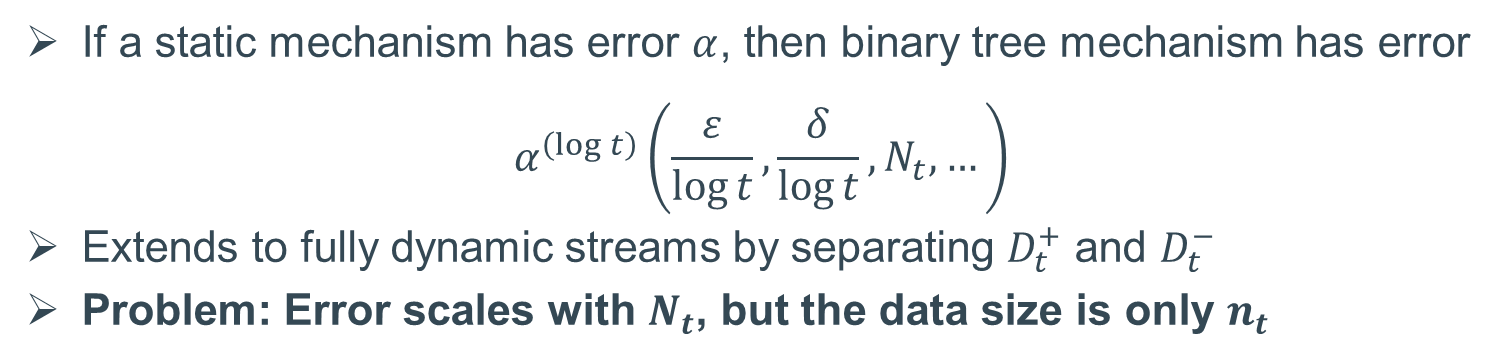 ➢ If a static mechanism has error α, then binary tree mechanism has error
α^(log t) (ε/log t, δ/log t, N_t, …)
➢ Extends to fully dynamic streams by separating D_t^+ and D_t^-
➢ Problem: Error scales with N_t, but the data size is only n_t